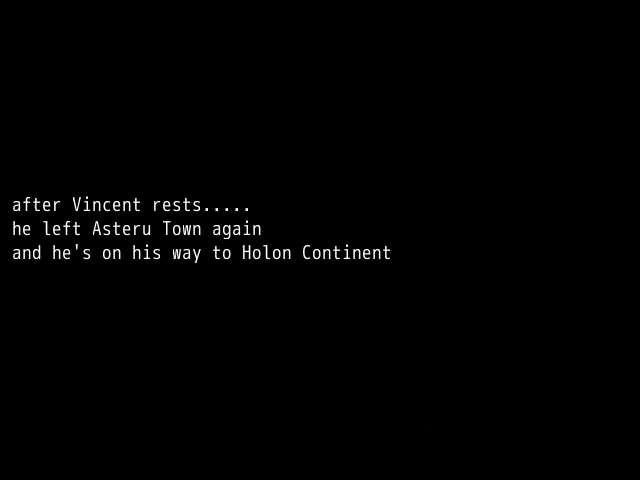 after Vincent rests.....
he left Asteru Town again
and he's on his way to Holon Continent